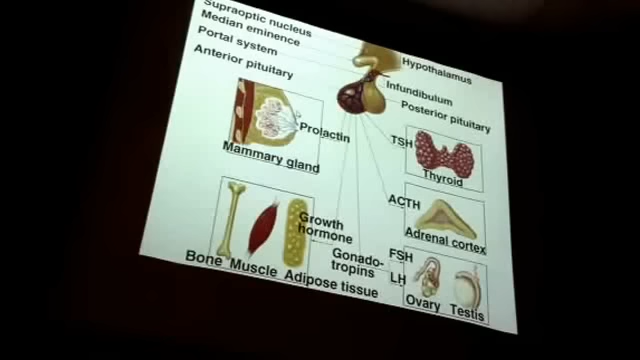 Supraoptic nucleus
Median eminence
Portal system
Anterior pituitary
Hypothalamus
Infundibulum
Posterior pituitary
Prolactin
Mammary gland
TSH
Thyroid
ACTH
Adrenal cortex
Growth
hormone
Bone Muscle Adipose tissue
Gonado-
tropins
FSH
LH
Ovary Testis